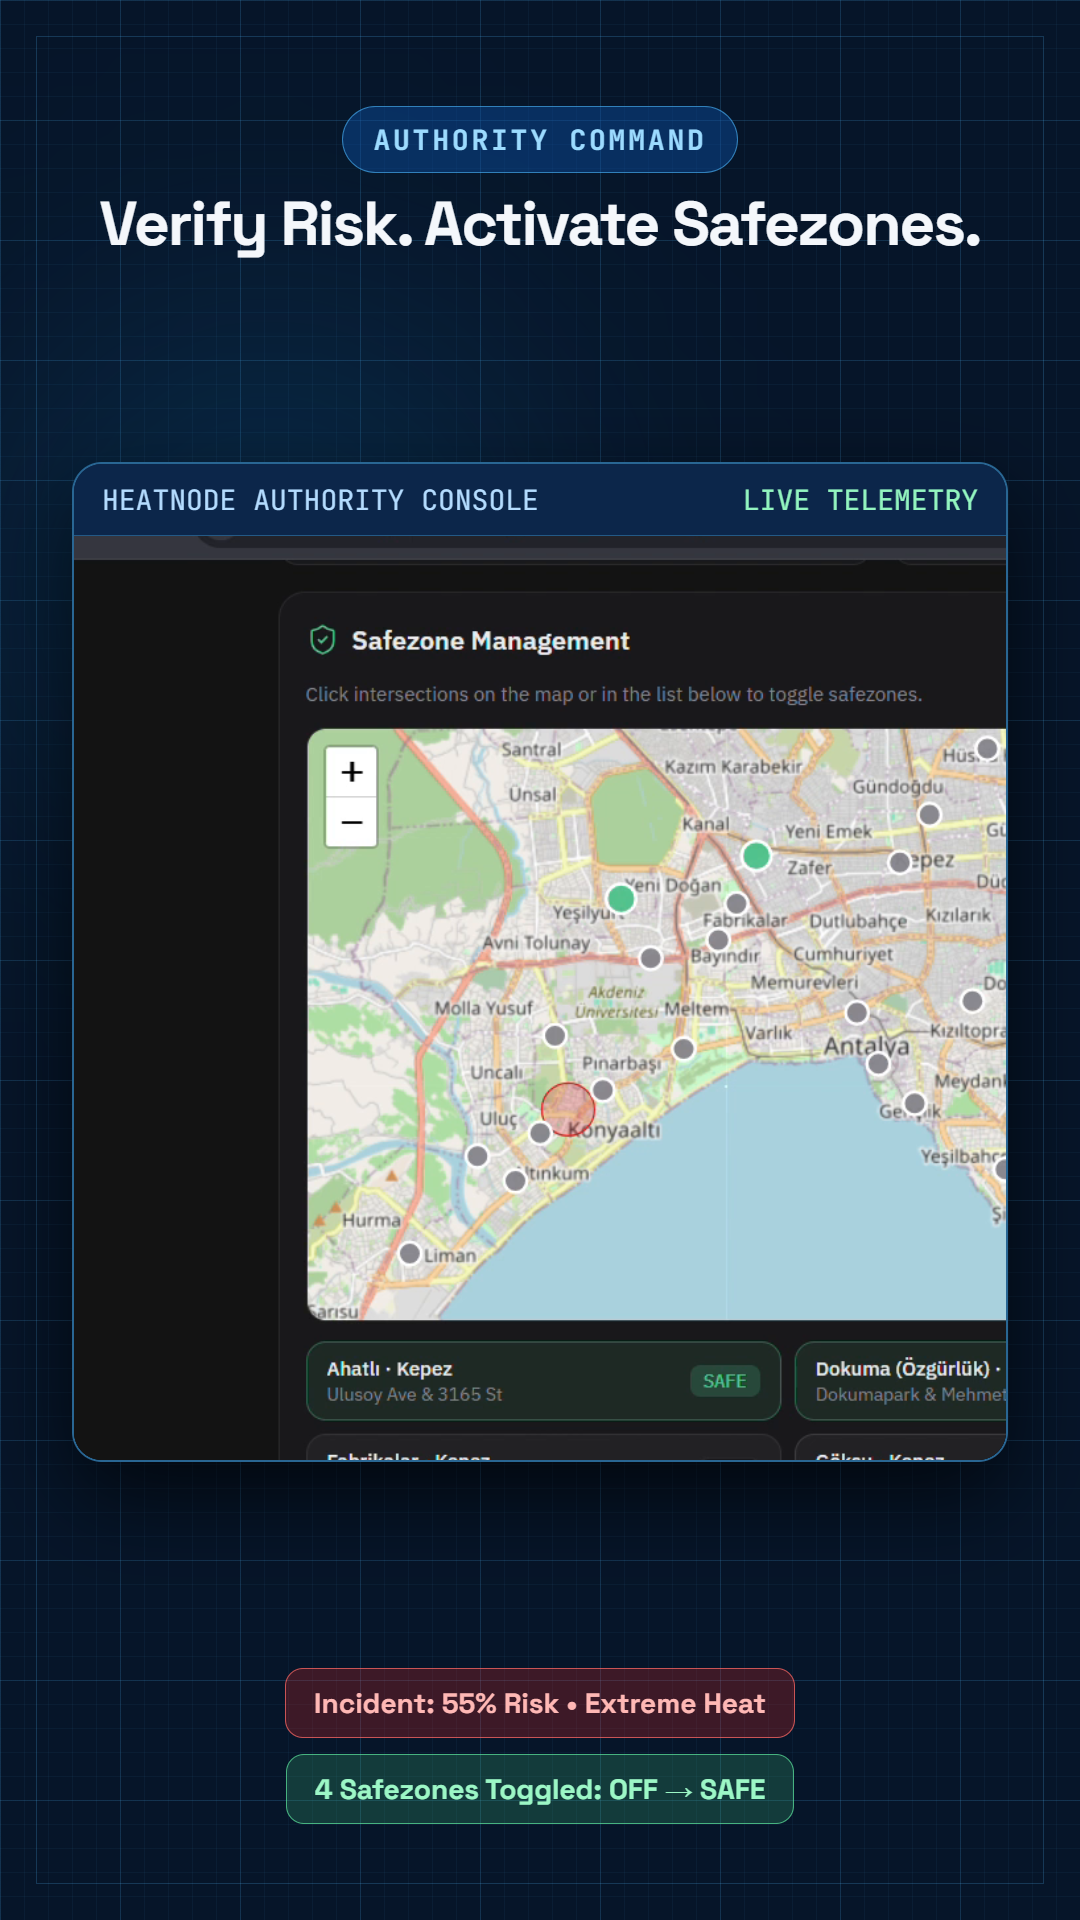 AUTHORITY COMMAND
Verify Risk. Activate Safezones.
HEATNODE AUTHORITY CONSOLE
LIVE TELEMETRY
Safezone Management
Click intersections on the map or in the list below to toggle safezones.
+
−
Santral
Kazım Karabekir
Gündoğdu
Ünsal
Kanal
Yeni Emek
Zafer
Yeni Doğan
Fabrikalar
Dutlubahçe
Kızılarık
Avni Tolunay
Bayındır
Cumhuriyet
Akdeniz
Üniversitesi
Memurevleri
Molla Yusuf
Meltem
Varlık
Antalya
Pınarbaşı
Uncalı
Uluç
Konyaaltı
Hurma
Liman
Sarısu
Ahatlı · Kepez
Ulusoy Ave & 3165 St
SAFE
Dokuma (Özgürlük) ·
Dokumapark & Mehmet
Incident: 55% Risk • Extreme Heat
4 Safezones Toggled: OFF → SAFE